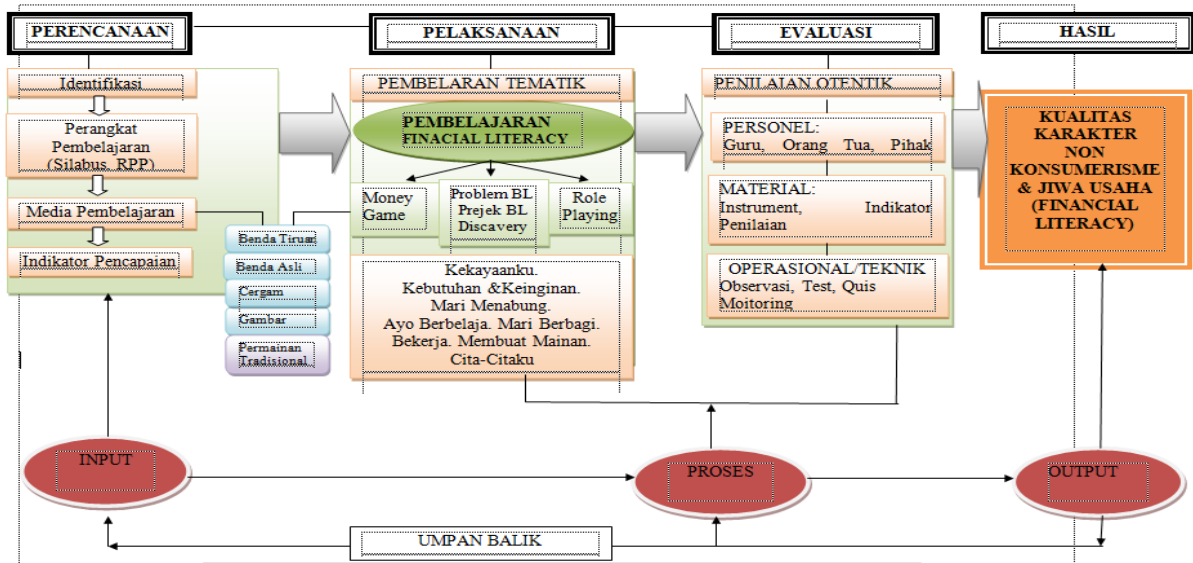 PERENCANAAN
PELAKSANAAN
EVALUASI
HASIL
Identifikasi
Perangkat
Pembelajaran
(Silabus, RPP)
Media Pembelajaran
Indikator Pencapaian
Benda Tiruan
Benda Asli
Cergam
Gambar
Permainan
Tradisional
PEMBELARAN TEMATIK
PEMBELAJARAN
FINACIAL LITERACY
Money
Game
Problem BL
Prejek BL
Discavery
Role
Playing
Kekayaanku.
Kebutuhan &Keinginan.
Mari Menabung.
Ayo Berbelaja. Mari Berbagi.
Bekerja. Membuat Mainan.
Cita-Citaku
PENILAIAN OTENTIK
PERSONEL:
Guru, Orang Tua, Pihak
MATERIAL:
Instrument, Indikator
Penilaian
OPERASIONAL/TEKNIK
Observasi, Test, Quis
Moitoring
KUALITAS
KARAKTER
NON
KONSUMERISME
& JIWA USAHA
(FINANCIAL
LITERACY)
INPUT
PROSES
OUTPUT
UMPAN BALIK